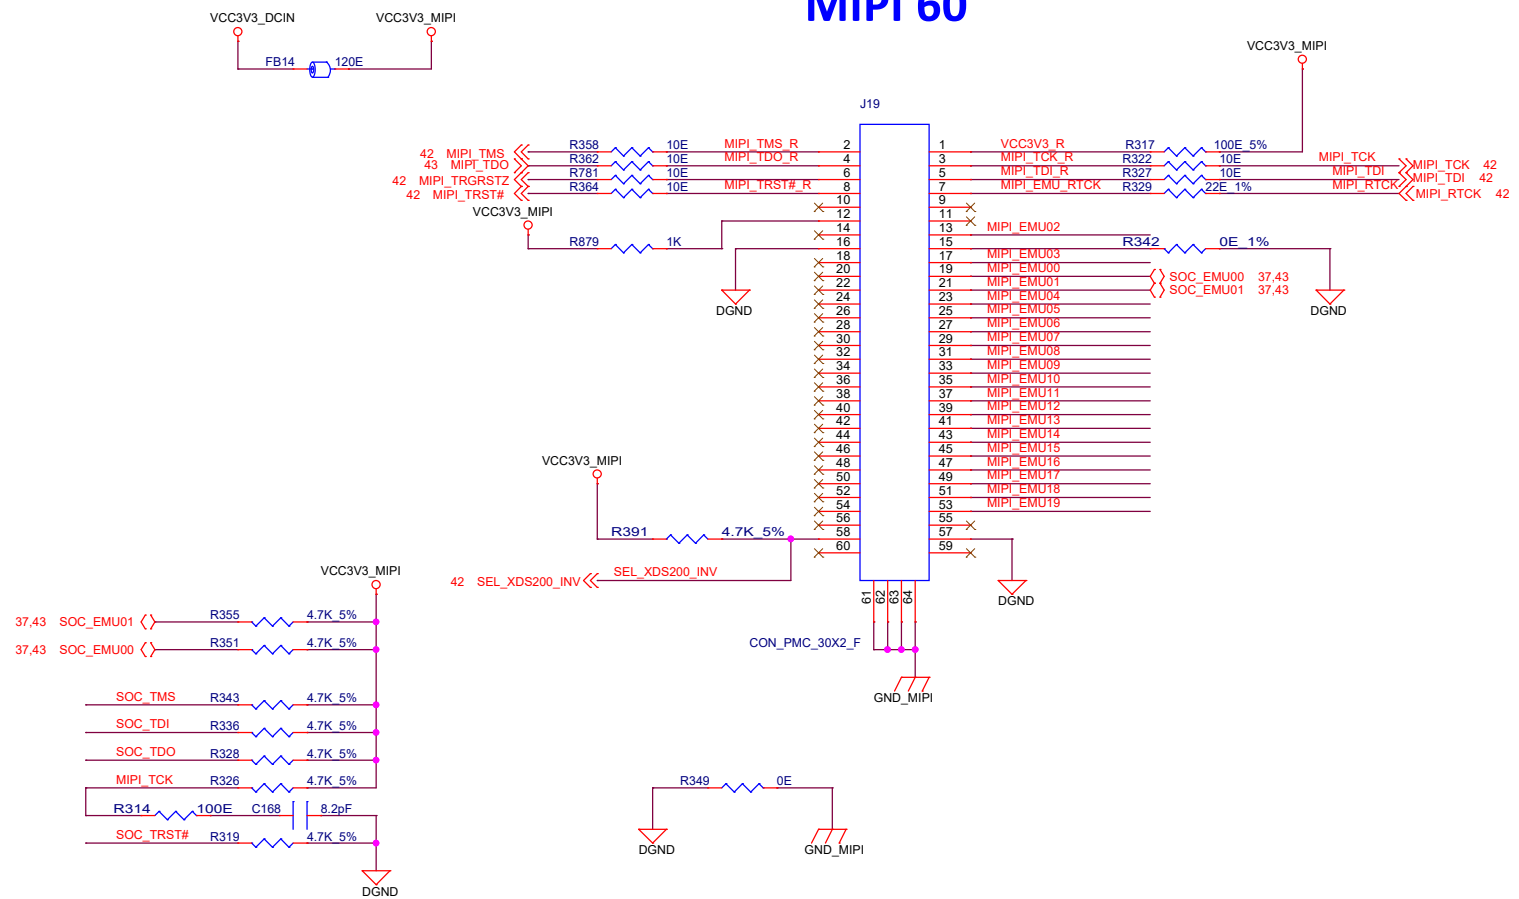 MIPI 60
VCC3V3_DCIN
VCC3V3_MIPI
FB14
120E
VCC3V3_MIPI
J19
42 MIPI_TMS R358 10E MIPI_TMS_R 2
43 MIPI_TDO R362 10E MIPI_TDO_R 4
42 MIPI_TRGRSTZ R781 10E 6
42 MIPI_TRST# R364 10E MIPI_TRST#_R 8
10
VCC3V3_MIPI
12
14
R879 1K
16
DGND
18
20
22
24
26
28
30
32
34
36
38
40
42
44
46
48
50
52
54
56
58
60
1 VCC3V3_R R317 100E_5%
3 MIPI_TCK_R R322 10E MIPI_TCK MIPI_TCK 42
5 MIPI_TDI_R R327 10E MIPI_TDI MIPI_TDI 42
7 MIPI_EMU_RTCK R329 22E_1% MIPI_RTCK MIPI_RTCK 42
9
11
13 MIPI_EMU02
15 R342 0E_1%
DGND
17 MIPI_EMU03
19 MIPI_EMU00 SOC_EMU00 37,43
21 MIPI_EMU01 SOC_EMU01 37,43
23 MIPI_EMU04
25 MIPI_EMU05
27 MIPI_EMU06
29 MIPI_EMU07
31 MIPI_EMU08
33 MIPI_EMU09
35 MIPI_EMU10
37 MIPI_EMU11
39 MIPI_EMU12
41 MIPI_EMU13
43 MIPI_EMU14
45 MIPI_EMU15
47 MIPI_EMU16
49 MIPI_EMU17
51 MIPI_EMU18
53 MIPI_EMU19
55
57
59
DGND
VCC3V3_MIPI
R391 4.7K_5%
42 SEL_XDS200_INV SEL_XDS200_INV
61
62
63
64
CON_PMC_30X2_F
GND_MIPI
VCC3V3_MIPI
37,43 SOC_EMU01 R355 4.7K_5%
37,43 SOC_EMU00 R351 4.7K_5%
SOC_TMS R343 4.7K_5%
SOC_TDI R336 4.7K_5%
SOC_TDO R328 4.7K_5%
MIPI_TCK R326 4.7K_5%
R314 100E C168 8.2pF
SOC_TRST# R319 4.7K_5%
DGND
R349 0E
DGND
GND_MIPI